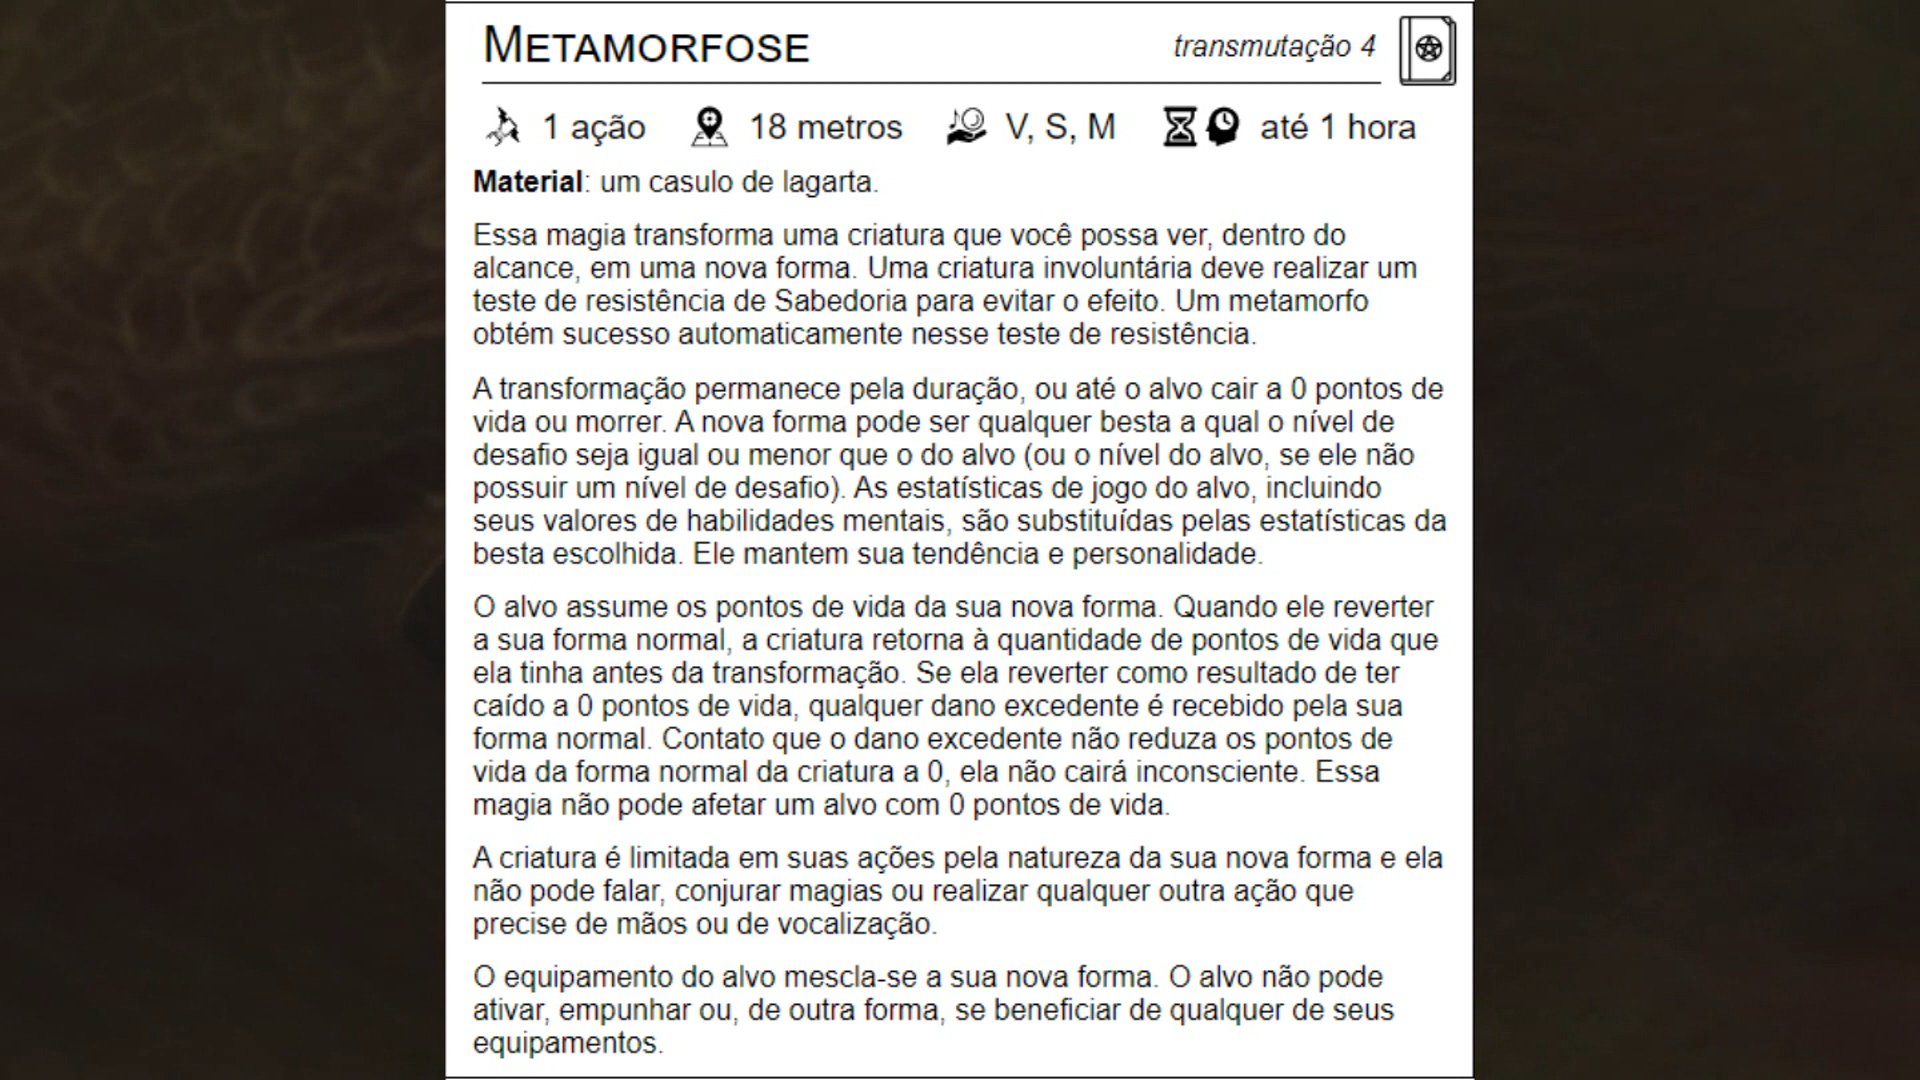 METAMORFOSE
transmutação 4
1 ação 18 metros V, S, M até 1 hora
Material: um casulo de lagarta.
Essa magia transforma uma criatura que você possa ver, dentro do
alcance, em uma nova forma. Uma criatura involuntária deve realizar um
teste de resistência de Sabedoria para evitar o efeito. Um metamorfo
obtém sucesso automaticamente nesse teste de resistência.
A transformação permanece pela duração, ou até o alvo cair a 0 pontos de
vida ou morrer. A nova forma pode ser qualquer besta a qual o nível de
desafio seja igual ou menor que o do alvo (ou o nível do alvo, se ele não
possuir um nível de desafio). As estatísticas de jogo do alvo, incluindo
seus valores de habilidades mentais, são substituídas pelas estatísticas da
besta escolhida. Ele mantem sua tendência e personalidade.
O alvo assume os pontos de vida da sua nova forma. Quando ele reverter
a sua forma normal, a criatura retorna à quantidade de pontos de vida que
ela tinha antes da transformação. Se ela reverter como resultado de ter
caído a 0 pontos de vida, qualquer dano excedente é recebido pela sua
forma normal. Contato que o dano excedente não reduza os pontos de
vida da forma normal da criatura a 0, ela não cairá inconsciente. Essa
magia não pode afetar um alvo com 0 pontos de vida.
A criatura é limitada em suas ações pela natureza da sua nova forma e ela
não pode falar, conjurar magias ou realizar qualquer outra ação que
precise de mãos ou de vocalização.
O equipamento do alvo mescla-se a sua nova forma. O alvo não pode
ativar, empunhar ou, de outra forma, se beneficiar de qualquer de seus
equipamentos.